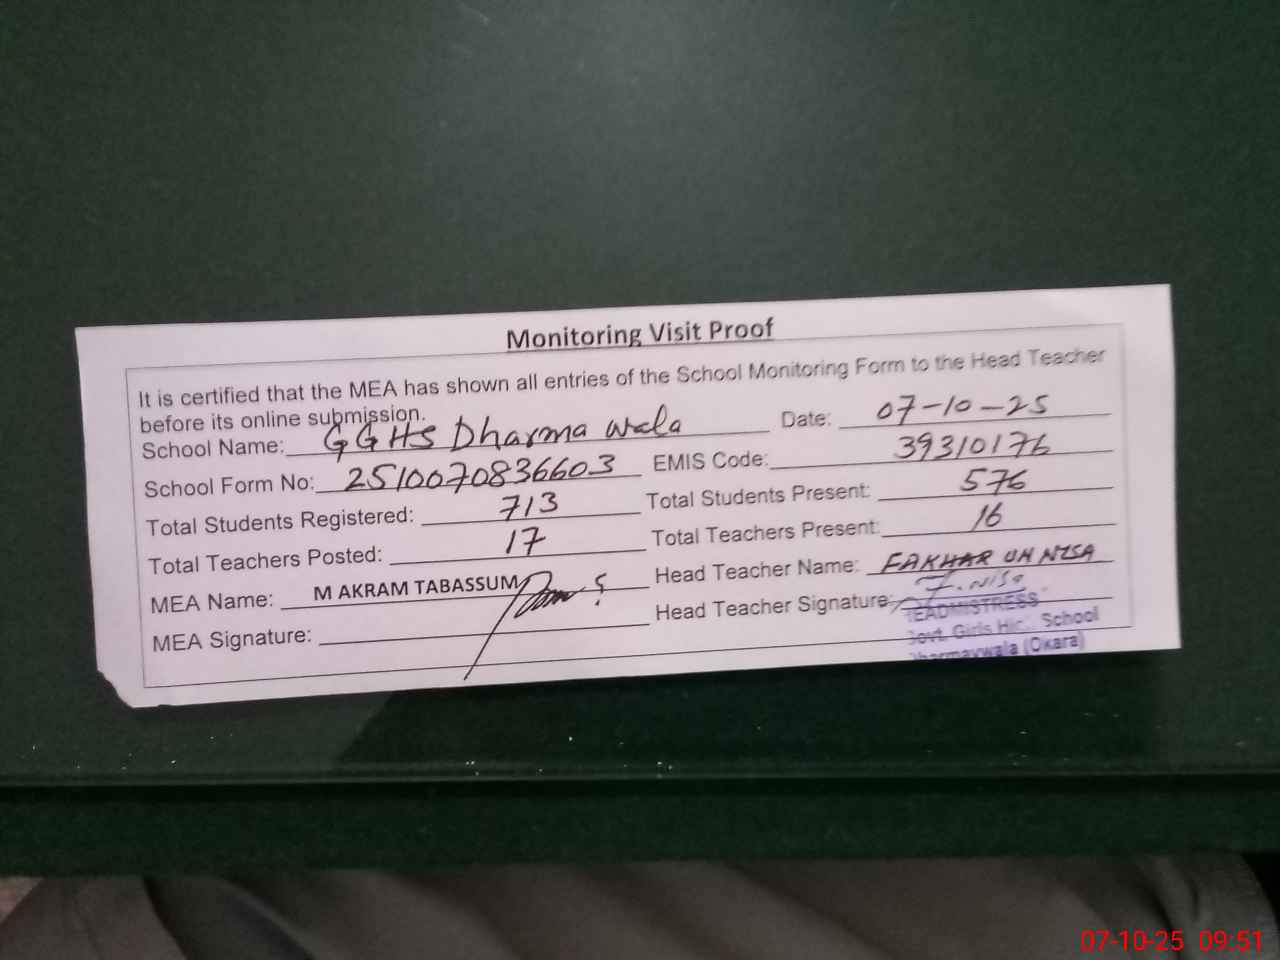 Monitoring Visit Proof
It is certified that the MEA has shown all entries of the School Monitoring Form to the Head Teacher
before its online submission.
School Name: GGHS Dharma wala Date: 07-10-25
School Form No: 2510070836603 EMIS Code: 39310176
Total Students Registered: 713 Total Students Present: 576
Total Teachers Posted: 17 Total Teachers Present: 16
MEA Name: M AKRAM TABASSUM Head Teacher Name: FAKHAR UN NISA
MEA Signature: Head Teacher Signature: F. Nisa
HEADMISTRESS
Govt. Girls High School
Dharmaywala (Okara)
07-10-25 09:51